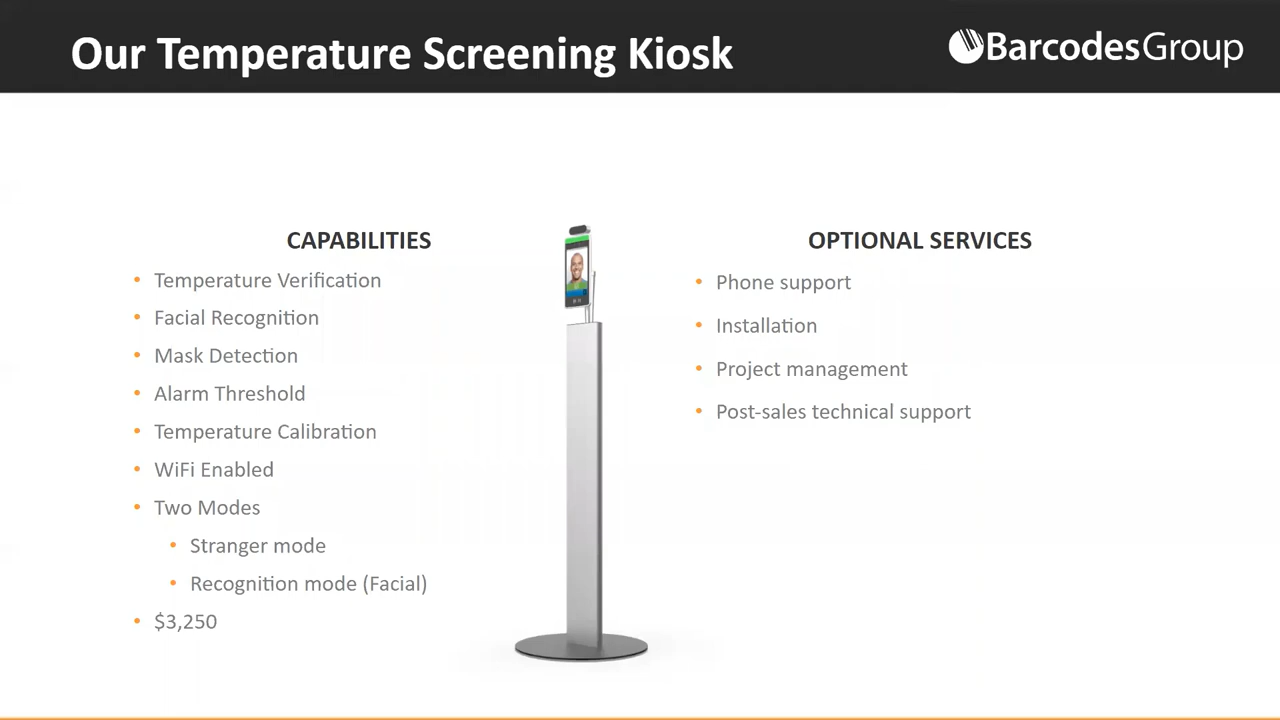 Our Temperature Screening Kiosk
BarcodesGroup
CAPABILITIES
• Temperature Verification
• Facial Recognition
• Mask Detection
• Alarm Threshold
• Temperature Calibration
• WiFi Enabled
• Two Modes
• Stranger mode
• Recognition mode (Facial)
• $3,250
OPTIONAL SERVICES
• Phone support
• Installation
• Project management
• Post-sales technical support